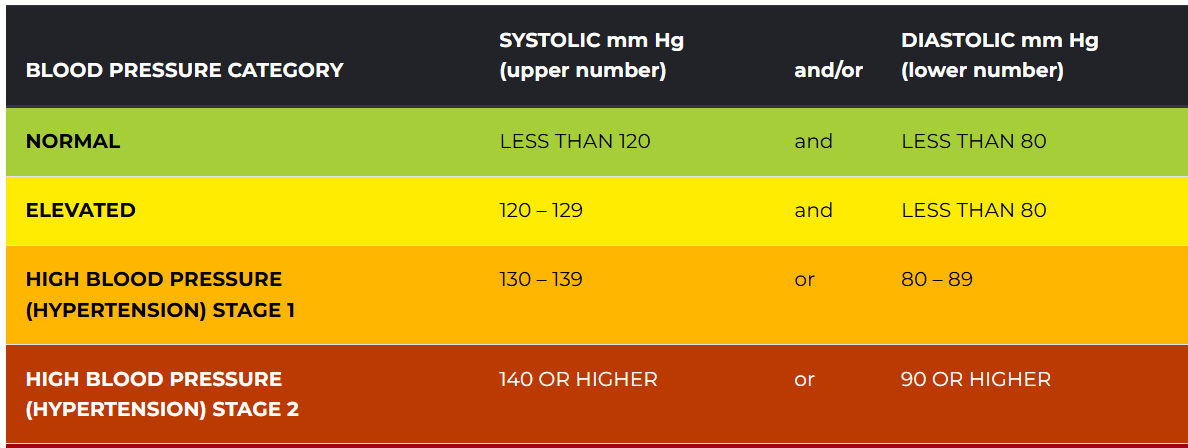 BLOOD PRESSURE CATEGORY SYSTOLIC mm Hg (upper number) and/or DIASTOLIC mm Hg (lower number)
NORMAL LESS THAN 120 and LESS THAN 80
ELEVATED 120 – 129 and LESS THAN 80
HIGH BLOOD PRESSURE (HYPERTENSION) STAGE 1 130 – 139 or 80 – 89
HIGH BLOOD PRESSURE (HYPERTENSION) STAGE 2 140 OR HIGHER or 90 OR HIGHER